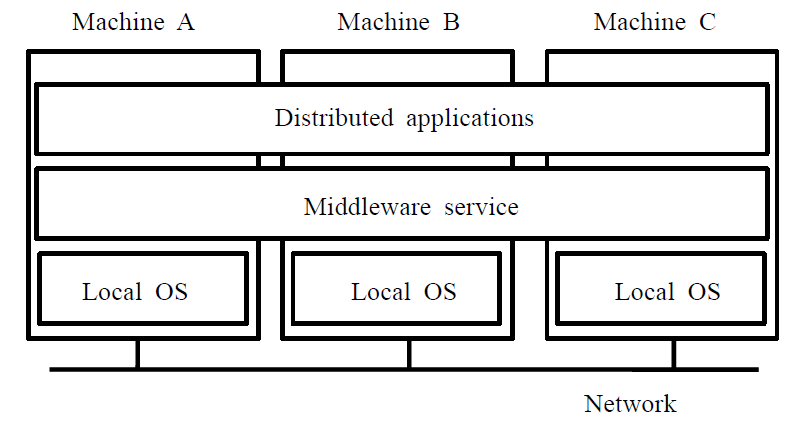 Machine A Machine B Machine C
Distributed applications
Middleware service
Local OS Local OS Local OS
Network